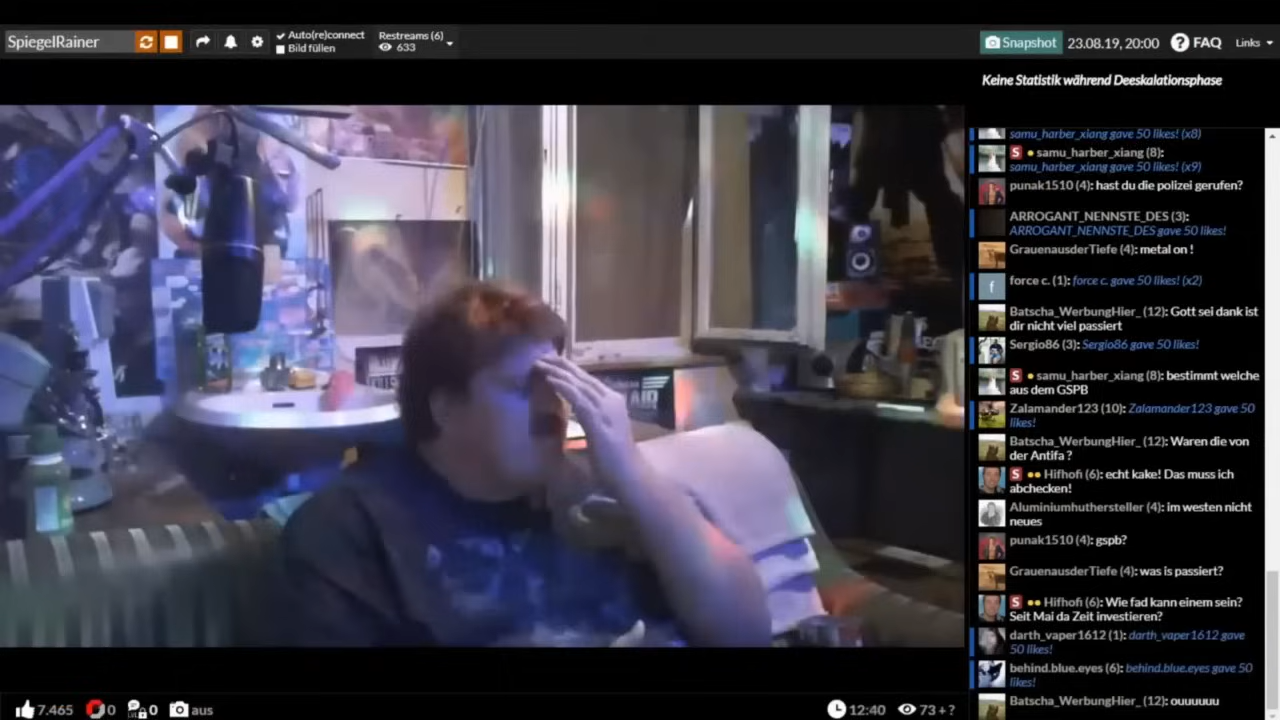 SpiegelRainer
Auto(re)connect
Bild füllen
Restreams (6)
633
Snapshot
23.08.19, 20:00
FAQ
Links
Keine Statistik während Deeskalationsphase
samu_harber_xiang gave 50 likes! (x8)
S samu_harber_xiang (8):
samu_harber_xiang gave 50 likes! (x9)
punak1510 (4): hast du die polizei gerufen?
ARROGANT_NENNSTE_DES (3):
ARROGANT_NENNSTE_DES gave 50 likes!
GrauenausderTiefe (4): metal on !
f
force c. (1): force c. gave 50 likes! (x2)
Batscha_WerbungHier_ (12): Gott sei dank ist
dir nicht viel passiert
Sergio86 (3): Sergio86 gave 50 likes!
S samu_harber_xiang (8): bestimmt welche
aus dem GSPB
Zalamander123 (10): Zalamander123 gave 50
likes!
Batscha_WerbungHier_ (12): Waren die von
der Antifa ?
S Hifhofi (6): echt kake! Das muss ich
abchecken!
Aluminiumhuthersteller (4): im westen nicht
neues
punak1510 (4): gspb?
GrauenausderTiefe (4): was is passiert?
S Hifhofi (6): Wie fad kann einem sein?
Seit Mai da Zeit investieren?
darth_vaper1612 (1): darth_vaper1612 gave
50 likes!
behind.blue.eyes (6): behind.blue.eyes gave 50
likes!
Batscha_WerbungHier_ (12): ouuuuuu
7.465
0
0
aus
12:40
73+?